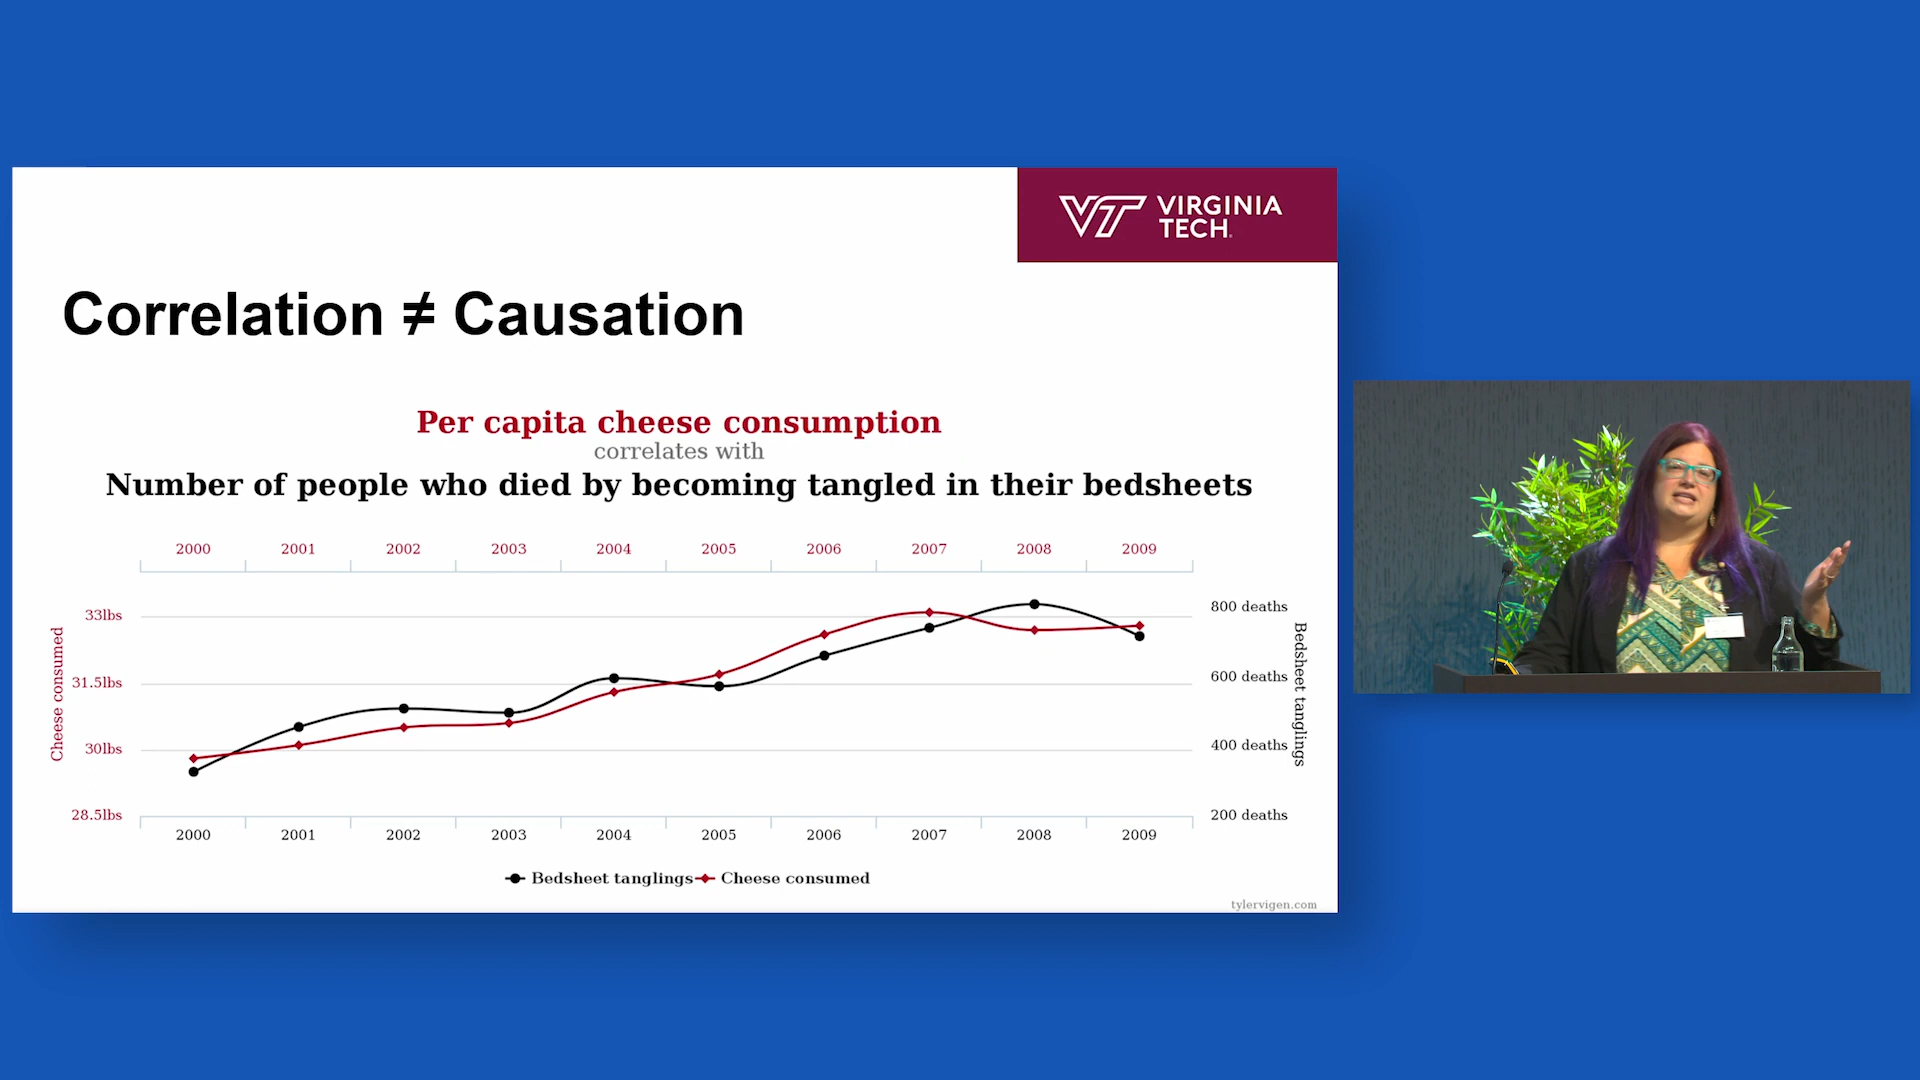 VT VIRGINIA
TECH.
Correlation ≠ Causation
Per capita cheese consumption
correlates with
Number of people who died by becoming tangled in their bedsheets
2000 2001 2002 2003 2004 2005 2006 2007 2008 2009
Cheese consumed
33lbs
31.5lbs
30lbs
28.5lbs
800 deaths
600 deaths
400 deaths
200 deaths
Bedsheet tanglings
2000 2001 2002 2003 2004 2005 2006 2007 2008 2009
Bedsheet tanglings Cheese consumed
tylervigen.com